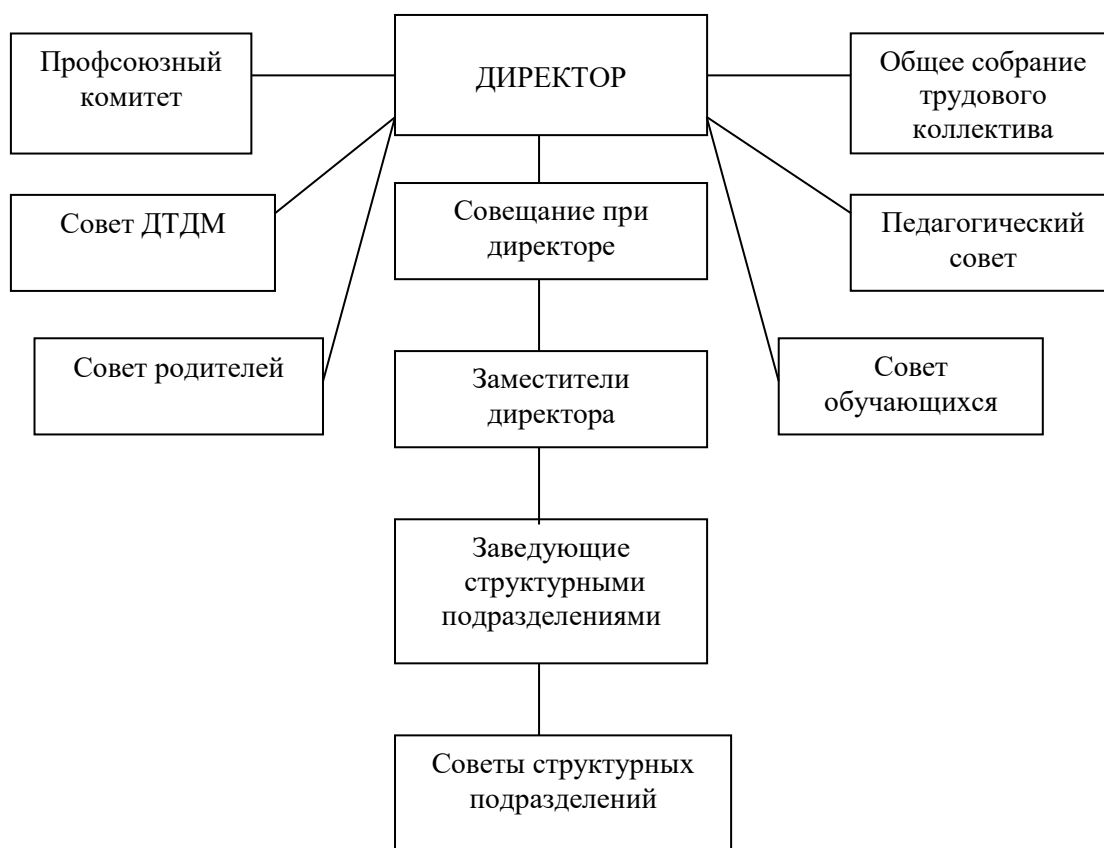 Профсоюзный
комитет
ДИРЕКТОР
Общее собрание
трудового
коллектива
Совет ДТДМ
Совещание при
директоре
Педагогический
совет
Совет родителей
Заместители
директора
Совет
обучающихся
Заведующие
структурными
подразделениями
Советы структурных
подразделений